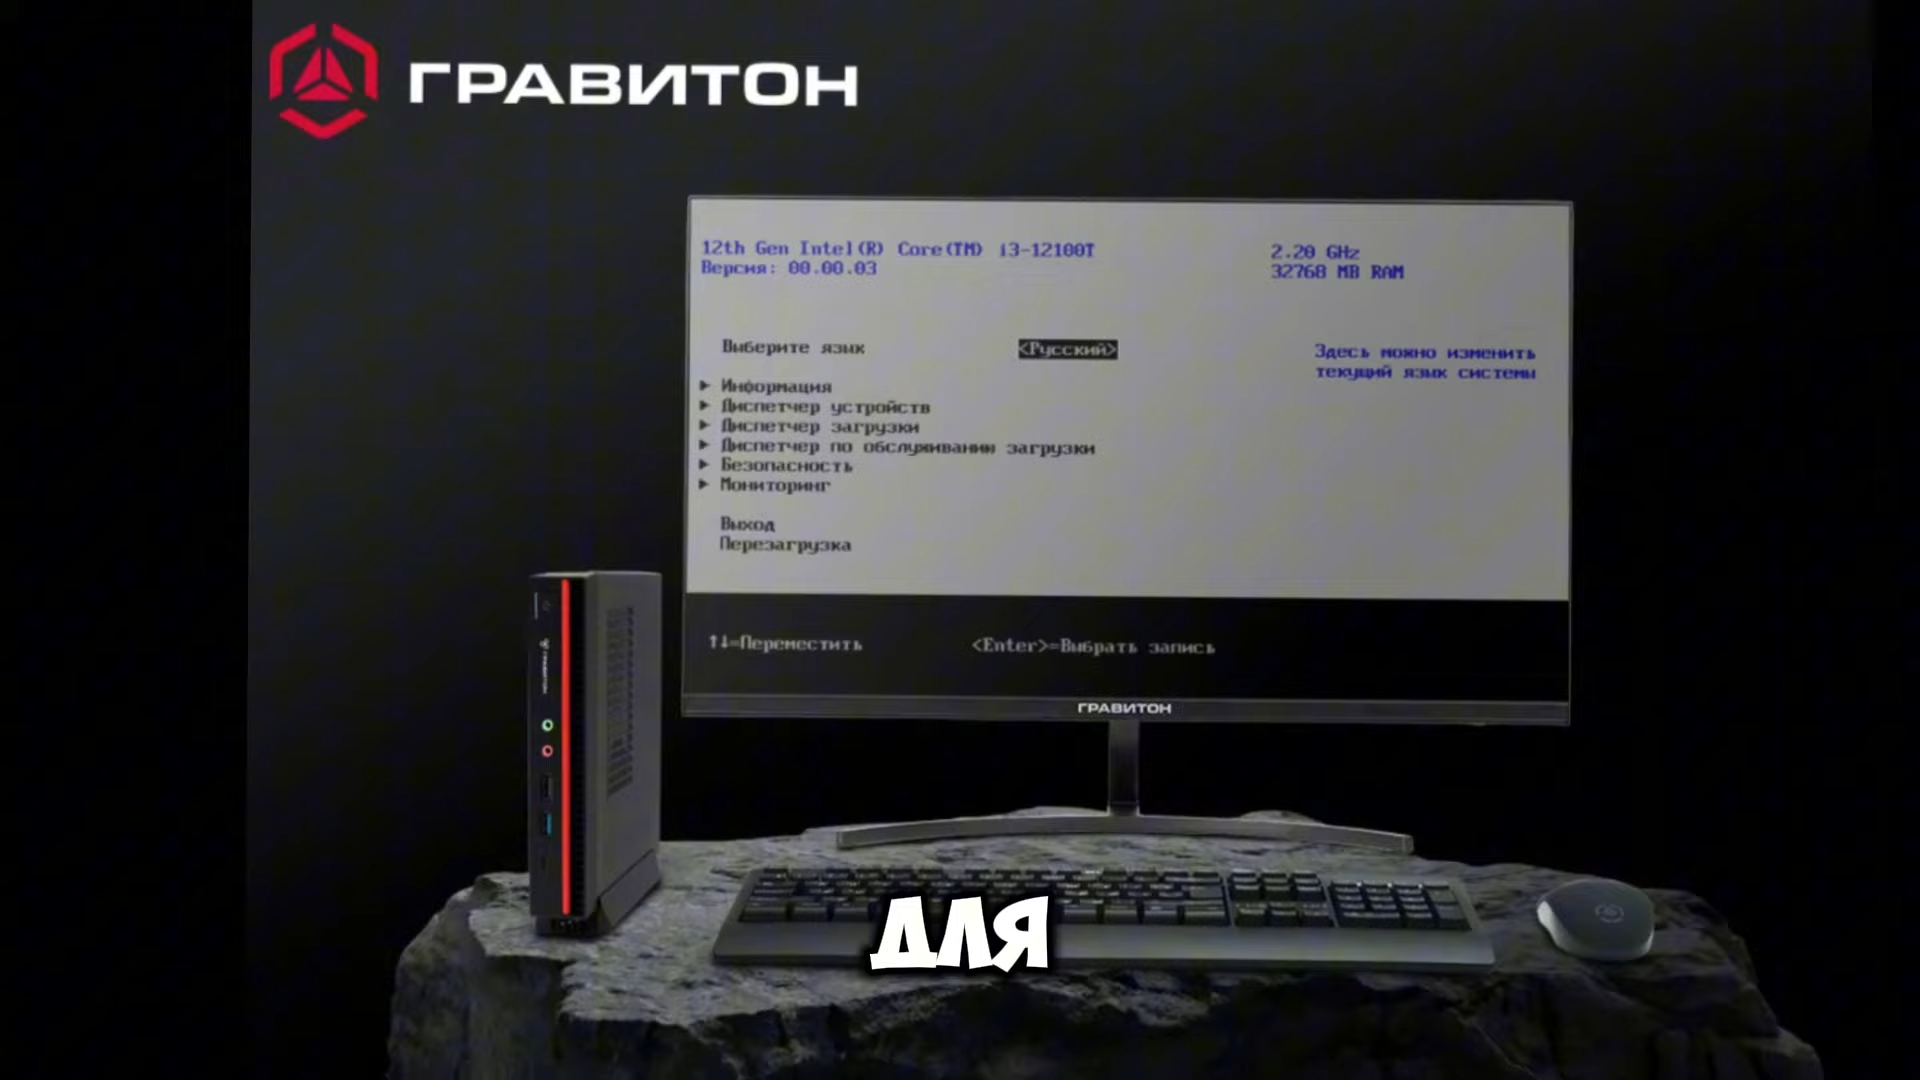 ГРАВИТОН
12th Gen Intel(R) Core(TM) i3-12100T 2.20 GHz
Версия: 00.00.03 32768 MB RAM
Выберите язык <Русский> Здесь можно изменить
текущий язык системы
Информация
Диспетчер устройств
Диспетчер загрузки
Диспетчер по обслуживанию загрузки
Безопасность
Мониторинг
Выход
Перезагрузка
↑↓=Переместить <Enter>=Выбрать запись
ГРАВИТОН
ГРАВИТОН
ДЛЯ